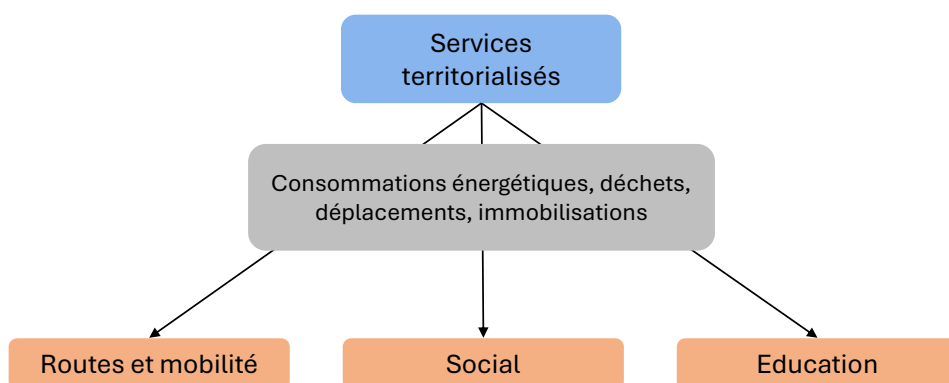 Services
territorialisés
Consommations énergétiques, déchets,
déplacements, immobilisations
Routes et mobilité
Social
Education